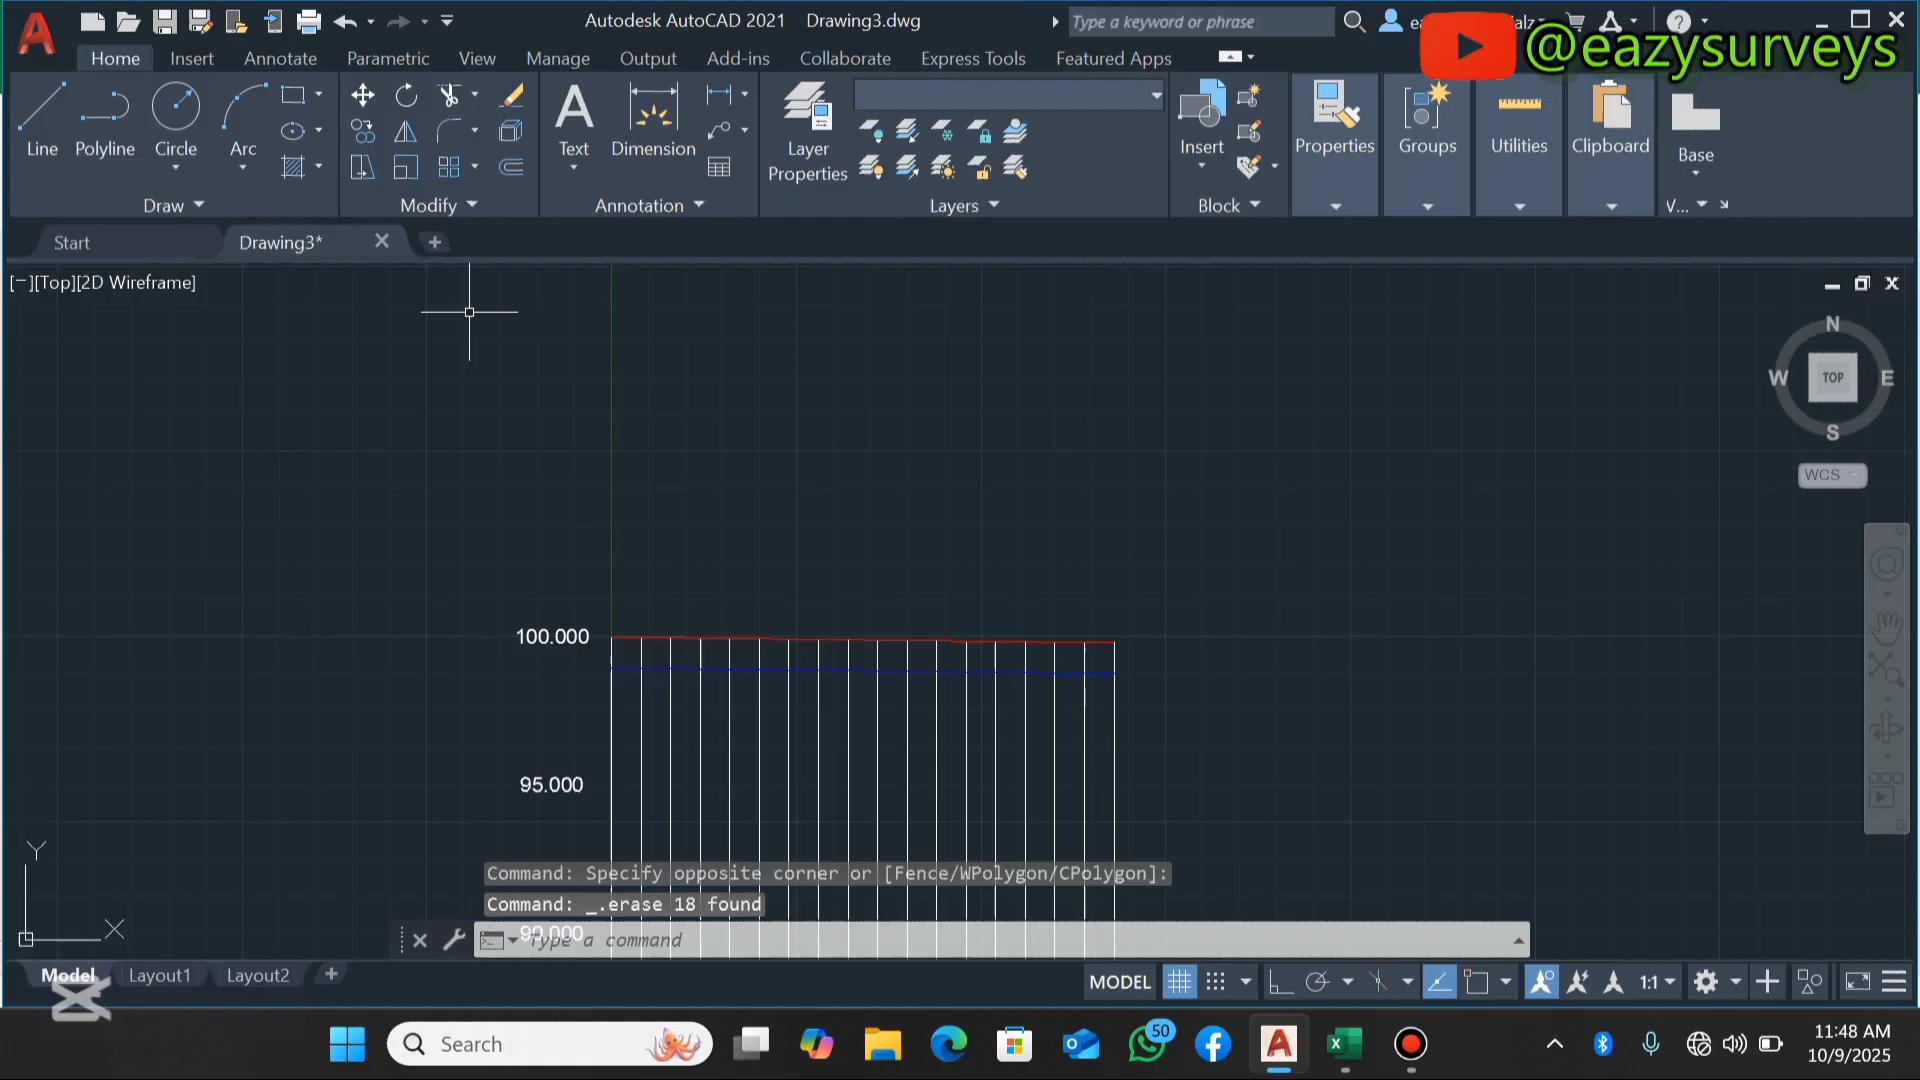 Autodesk AutoCAD 2021 Drawing3.dwg
Type a keyword or phrase
@eazysurveys
Home Insert Annotate Parametric View Manage Output Add-ins Collaborate Express Tools Featured Apps
Line Polyline Circle Arc
Text Dimension
Layer
Properties
Insert
Properties Groups Utilities Clipboard
Base
Draw Modify Annotation Layers Block V...
Start Drawing3*
[−][Top][2D Wireframe]
N
W TOP E
S
WCS
100.000
95.000
90.000
Y
X
Command: Specify opposite corner or [Fence/WPolygon/CPolygon]:
Command: _.erase 18 found
Type a command
Model Layout1 Layout2
MODEL 1:1
Search
50
11:48 AM
10/9/2025